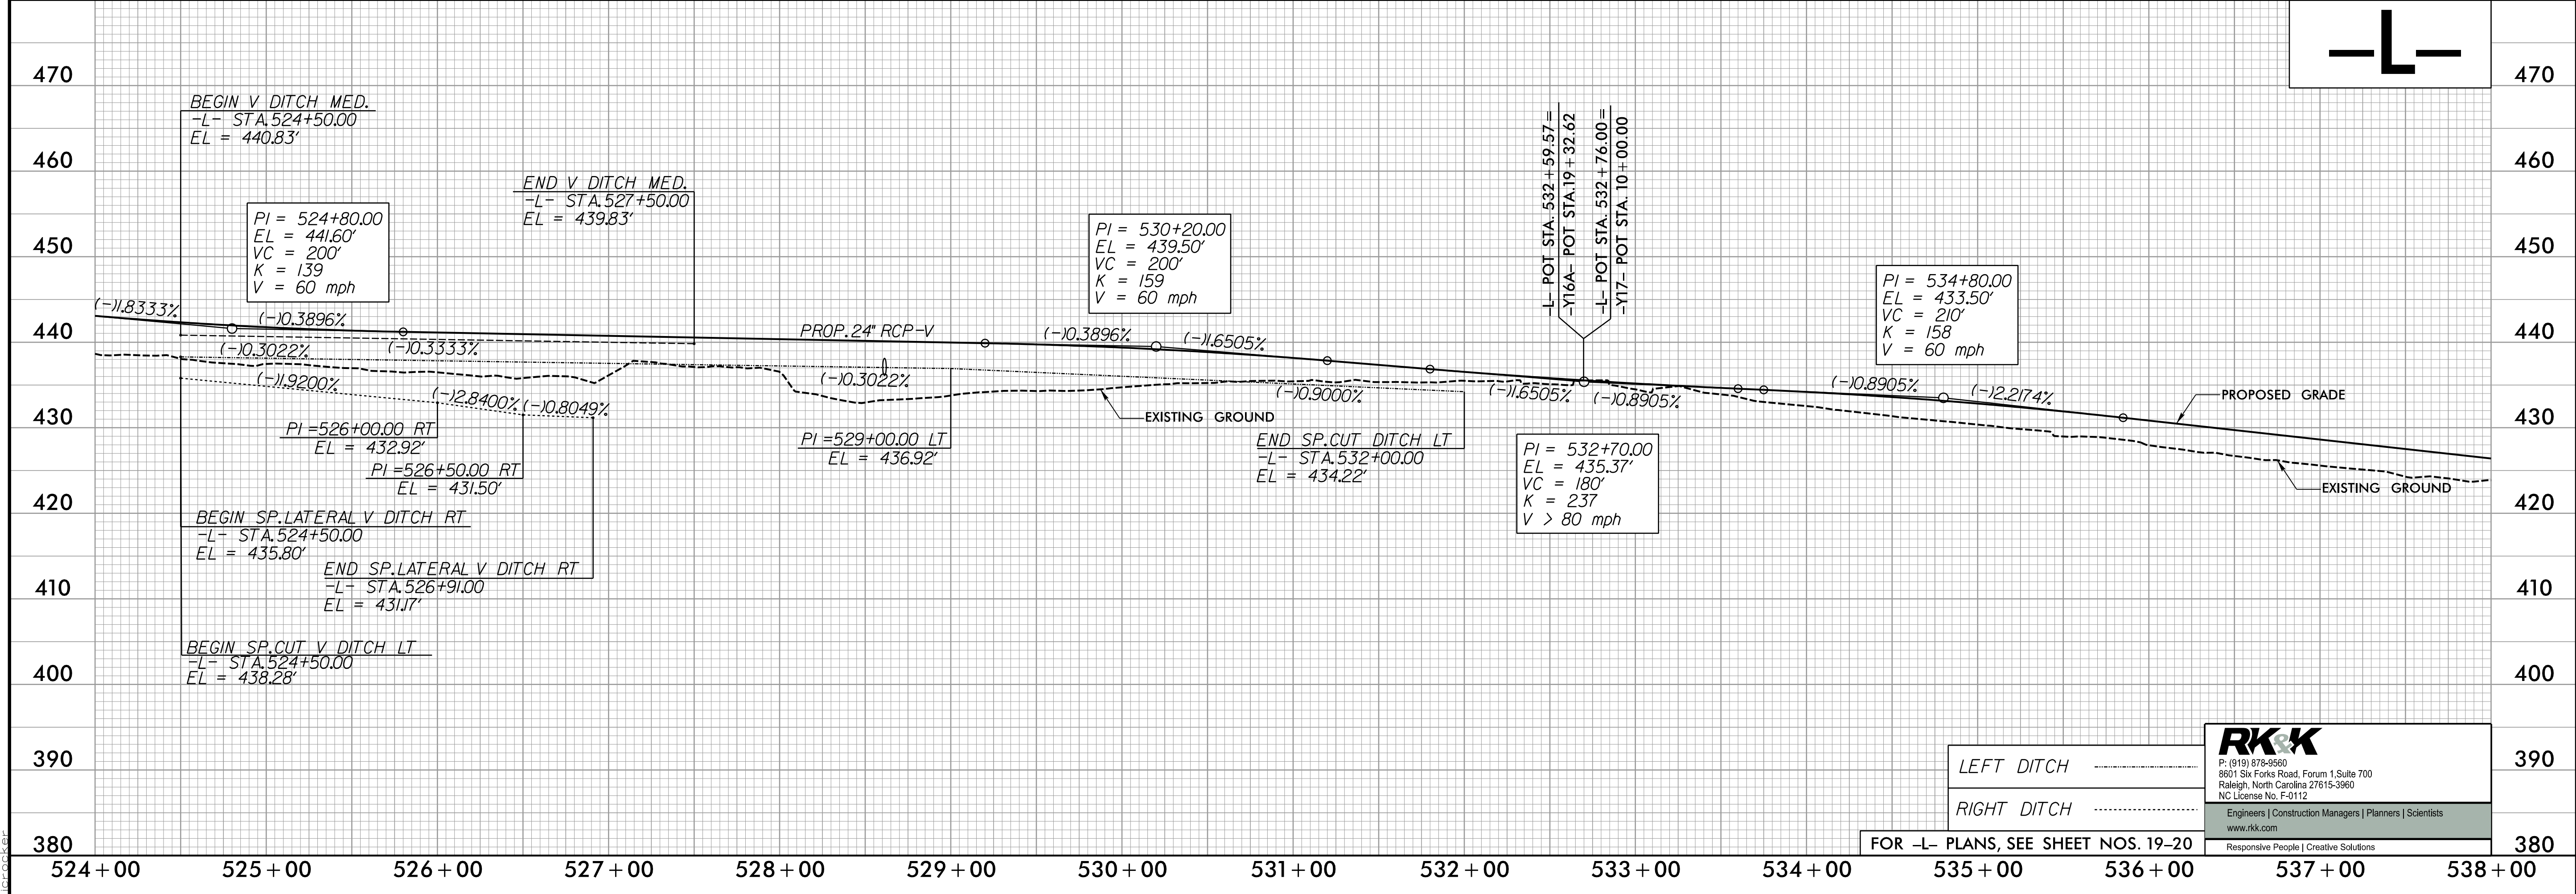 -L-
470
460
450
440
430
420
410
400
390
380
470
460
450
440
430
420
410
400
390
380
BEGIN V DITCH MED.
-L- STA.524+50.00
EL = 440.83'
END V DITCH MED.
-L- STA.527+50.00
EL = 439.83'
PI = 524+80.00
EL = 441.60'
VC = 200'
K = 139
V = 60 mph
PI = 530+20.00
EL = 439.50'
VC = 200'
K = 159
V = 60 mph
-L- POT STA. 532+59.57=
-Y16A- POT STA.19+32.62
-L- POT STA. 532+76.00=
-Y17- POT STA. 10+00.00
PI = 534+80.00
EL = 433.50'
VC = 210'
K = 158
V = 60 mph
(-)1.8333%
(-)0.3896%
PROP.24" RCP-V
(-)0.3896%
(-)1.6505%
(-)0.3022%
(-)0.3333%
(-)1.9200%
(-)2.8400%
(-)0.8049%
(-)0.3022%
(-)0.9000%
(-)1.6505%
(-)0.8905%
(-)0.8905%
(-)2.2174%
PROPOSED GRADE
EXISTING GROUND
EXISTING GROUND
PI =526+00.00 RT
EL = 432.92'
PI =526+50.00 RT
EL = 431.50'
PI =529+00.00 LT
EL = 436.92'
END SP.CUT DITCH LT
-L- STA.532+00.00
EL = 434.22'
PI = 532+70.00
EL = 435.37'
VC = 180'
K = 237
V > 80 mph
BEGIN SP.LATERAL V DITCH RT
-L- STA.524+50.00
EL = 435.80'
END SP.LATERAL V DITCH RT
-L- STA.526+91.00
EL = 431.17'
BEGIN SP.CUT V DITCH LT
-L- STA.524+50.00
EL = 438.28'
LEFT DITCH
RIGHT DITCH
FOR -L- PLANS, SEE SHEET NOS. 19-20
RK&K
P: (919) 878-9560
8601 Six Forks Road, Forum 1,Suite 700
Raleigh, North Carolina 27615-3960
NC License No. F-0112
Engineers | Construction Managers | Planners | Scientists
www.rkk.com
Responsive People | Creative Solutions
524+00 525+00 526+00 527+00 528+00 529+00 530+00 531+00 532+00 533+00 534+00 535+00 536+00 537+00 538+00